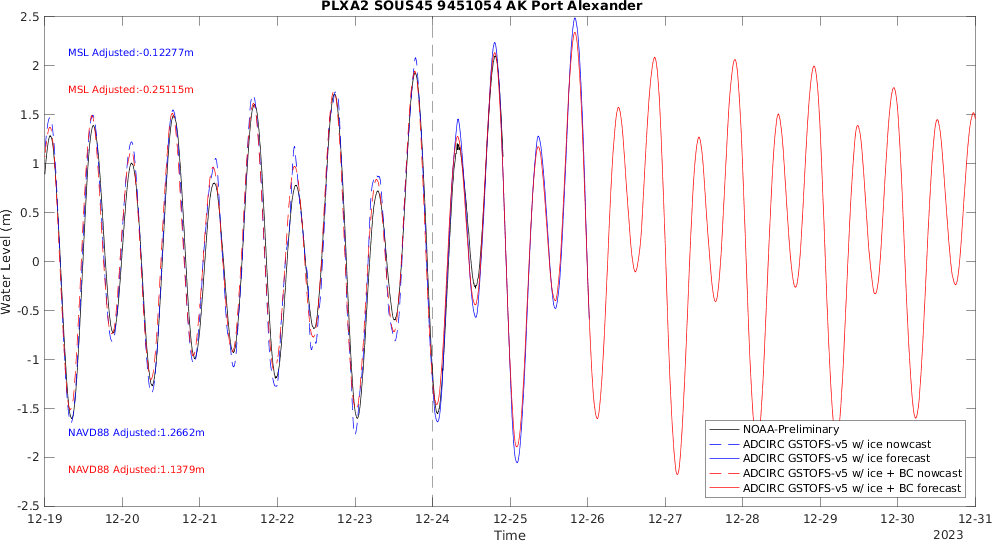 PLXA2 SOUS45 9451054 AK Port Alexander
2.5
2
1.5
1
0.5
0
-0.5
-1
-1.5
-2
-2.5
Water Level (m)
MSL Adjusted:-0.12277m
MSL Adjusted:-0.25115m
NAVD88 Adjusted:1.2662m
NAVD88 Adjusted:1.1379m
NOAA-Preliminary
ADCIRC GSTOFS-v5 w/ ice nowcast
ADCIRC GSTOFS-v5 w/ ice forecast
ADCIRC GSTOFS-v5 w/ ice + BC nowcast
ADCIRC GSTOFS-v5 w/ ice + BC forecast
12-19 12-20 12-21 12-22 12-23 12-24 12-25 12-26 12-27 12-28 12-29 12-30 12-31
Time
2023